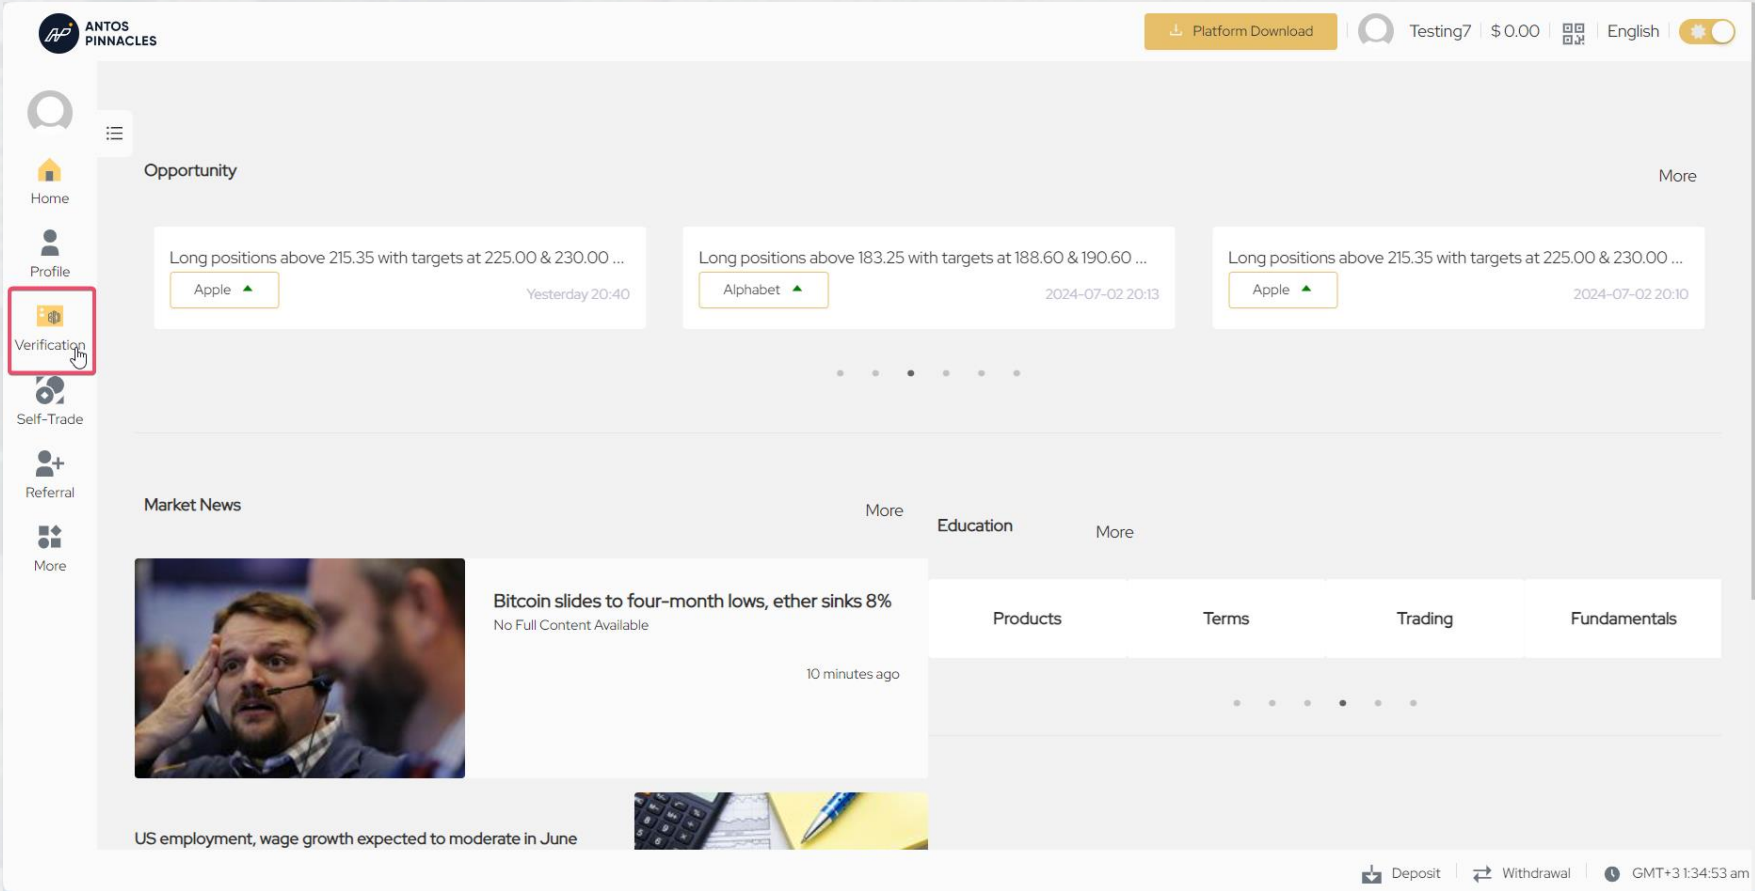 ANTOS
PINNACLES
Platform Download
Testing7
$ 0.00
English
Home
Profile
Verification
Self-Trade
Referral
More
Opportunity
More
Long positions above 215.35 with targets at 225.00 & 230.00 ...
Apple
Yesterday 20:40
Long positions above 183.25 with targets at 188.60 & 190.60 ...
Alphabet
2024-07-02 20:13
Long positions above 215.35 with targets at 225.00 & 230.00 ...
Apple
2024-07-02 20:10
Market News
More
Bitcoin slides to four-month lows, ether sinks 8%
No Full Content Available
10 minutes ago
US employment, wage growth expected to moderate in June
Education
More
Products
Terms
Trading
Fundamentals
Deposit
Withdrawal
GMT+3 1:34:53 am